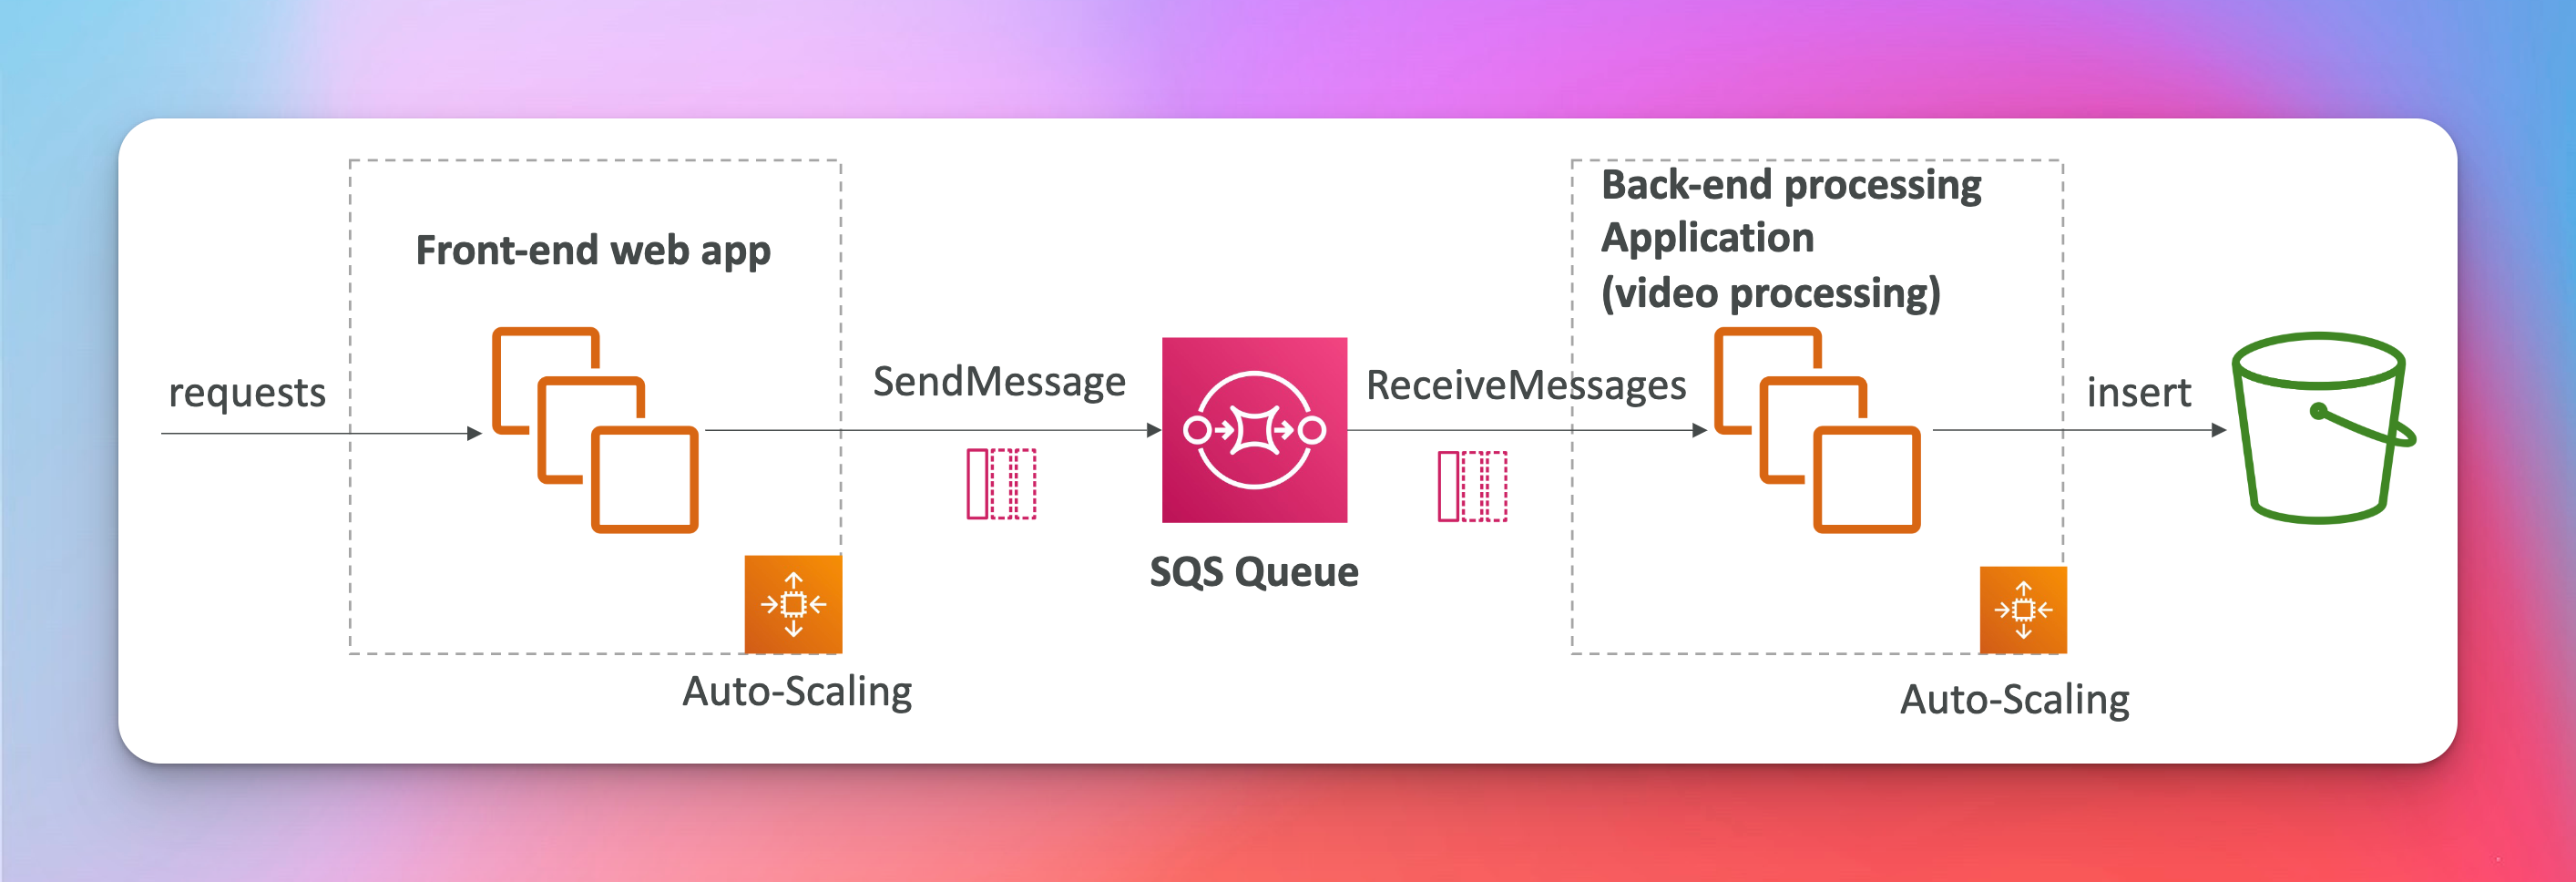 requests
Front-end web app
Auto-Scaling
SendMessage
SQS Queue
ReceiveMessages
Back-end processing
Application
(video processing)
Auto-Scaling
insert